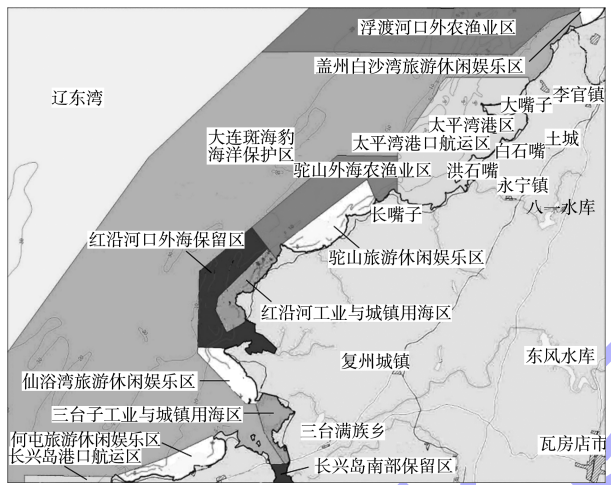 浮渡河口外农渔业区
盖州白沙湾旅游休闲娱乐区
辽东湾
李官镇
大嘴子
太平湾港区
大连斑海豹
海洋保护区
太平湾港口航运区
土城
白石嘴
驼山外海农渔业区
洪石嘴
永宁镇
长嘴子
八一水库
红沿河口外海保留区
驼山旅游休闲娱乐区
红沿河工业与城镇用海区
复州城镇
东风水库
仙浴湾旅游休闲娱乐区
三台子工业与城镇用海区
三台满族乡
何屯旅游休闲娱乐区
瓦房店市
长兴岛港口航运区
长兴岛南部保留区